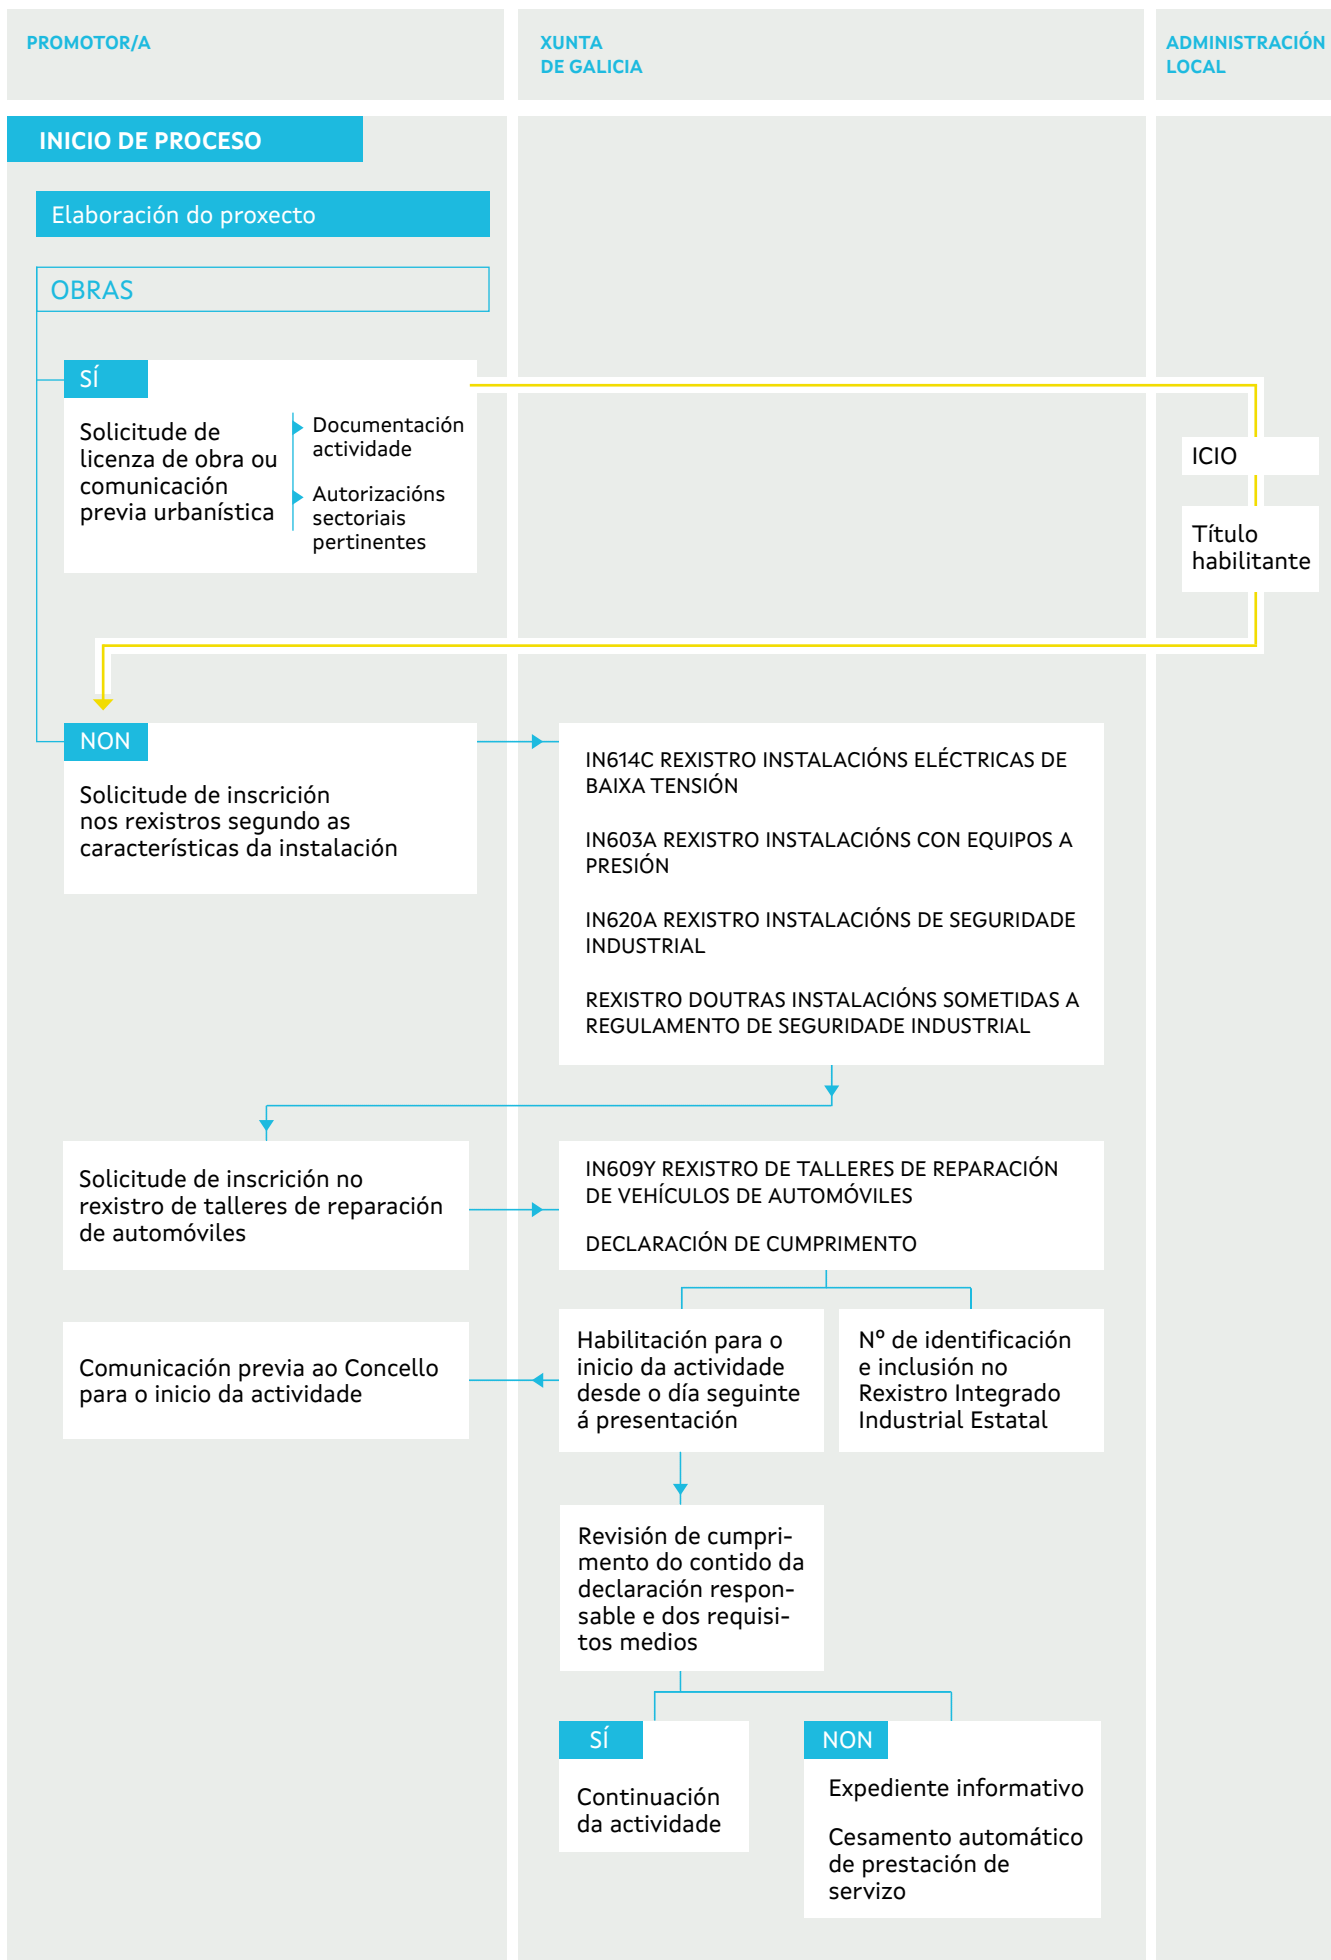 PROMOTOR/A
XUNTA
DE GALICIA
ADMINISTRACIÓN
LOCAL
INICIO DE PROCESO
Elaboración do proxecto
OBRAS
SÍ
Solicitude de
licenza de obra ou
comunicación
previa urbanística
Documentación
actividade
Autorizacións
sectoriais
pertinentes
ICIO
Título
habilitante
NON
Solicitude de inscrición
nos rexistros segundo as
características da instalación
IN614C REXISTRO INSTALACIÓNS ELÉCTRICAS DE
BAIXA TENSIÓN
IN603A REXISTRO INSTALACIÓNS CON EQUIPOS A
PRESIÓN
IN620A REXISTRO INSTALACIÓNS DE SEGURIDADE
INDUSTRIAL
REXISTRO DOUTRAS INSTALACIÓNS SOMETIDAS A
REGULAMENTO DE SEGURIDADE INDUSTRIAL
Solicitude de inscrición no
rexistro de talleres de reparación
de automóviles
IN609Y REXISTRO DE TALLERES DE REPARACIÓN
DE VEHÍCULOS DE AUTOMÓVILES
DECLARACIÓN DE CUMPRIMENTO
Comunicación previa ao Concello
para o inicio da actividade
Habilitación para o
inicio da actividade
desde o día seguinte
á presentación
Nº de identificación
e inclusión no
Rexistro Integrado
Industrial Estatal
Revisión de cumpri-
mento do contido da
declaración respon-
sable e dos requisi-
tos medios
SÍ
Continuación
da actividade
NON
Expediente informativo
Cesamento automático
de prestación de
servizo